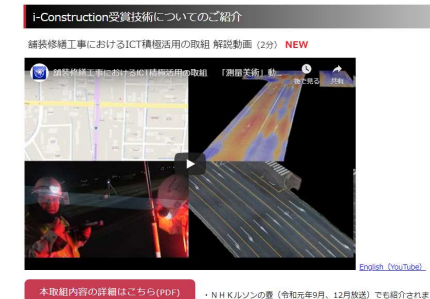 i-Construction受賞技術についてのご紹介
舗装修繕工事におけるICT積極活用の取組 解説動画（2分） NEW
舗装修繕工事におけるICT積極活用の取組 「測量美術」動...
後で見る
共有
English（YouTube）
本取組内容の詳細はこちら(PDF)
・ＮＨＫルソンの壺（令和元年9月、12月放送）でも紹介されま